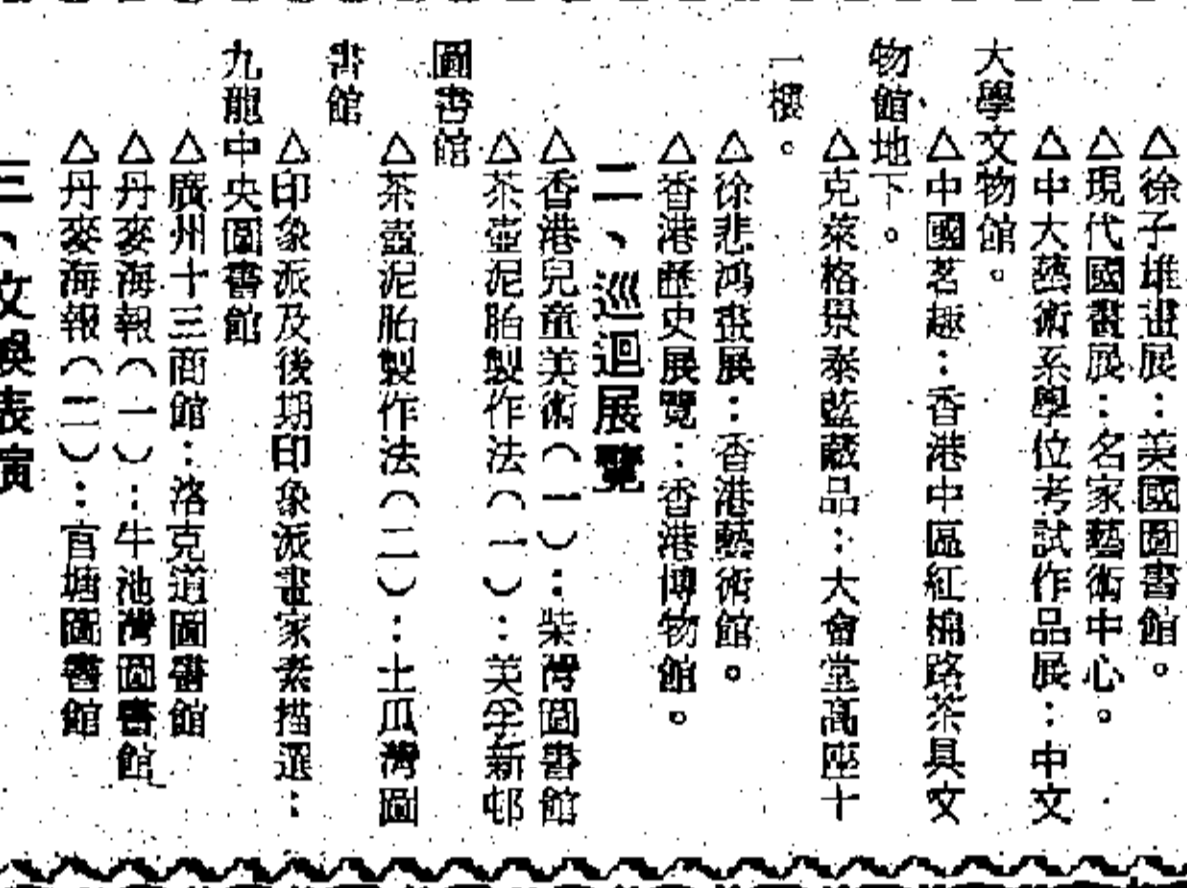 △徐子雄畫展：美國圖書館。
△現代國畫展：名家藝術中心。
△中大藝術系學位考試作品展：中文
大學文物館。
△中國茗趣：香港中區紅棉路茶具文
物館地下。
△克萊格景泰藍藏品：大會堂高座十
一樓。
△徐悲鴻畫展：香港藝術館。
△香港歷史展覽：香港博物館。
二、巡迴展覽
△香港兒童美術（一）：柴灣圖書館
△茶壺泥胎製作法（一）：美孚新邨
圖書館
△茶壺泥胎製作法（二）：土瓜灣圖
書館
△印象派及後期印象派畫家素描選：
九龍中央圖書館
△廣州十三商館：洛克道圖書館
△丹麥海報（一）：牛池灣圖書館
△丹麥海報（二）：官塘圖書館
三、文娛表演